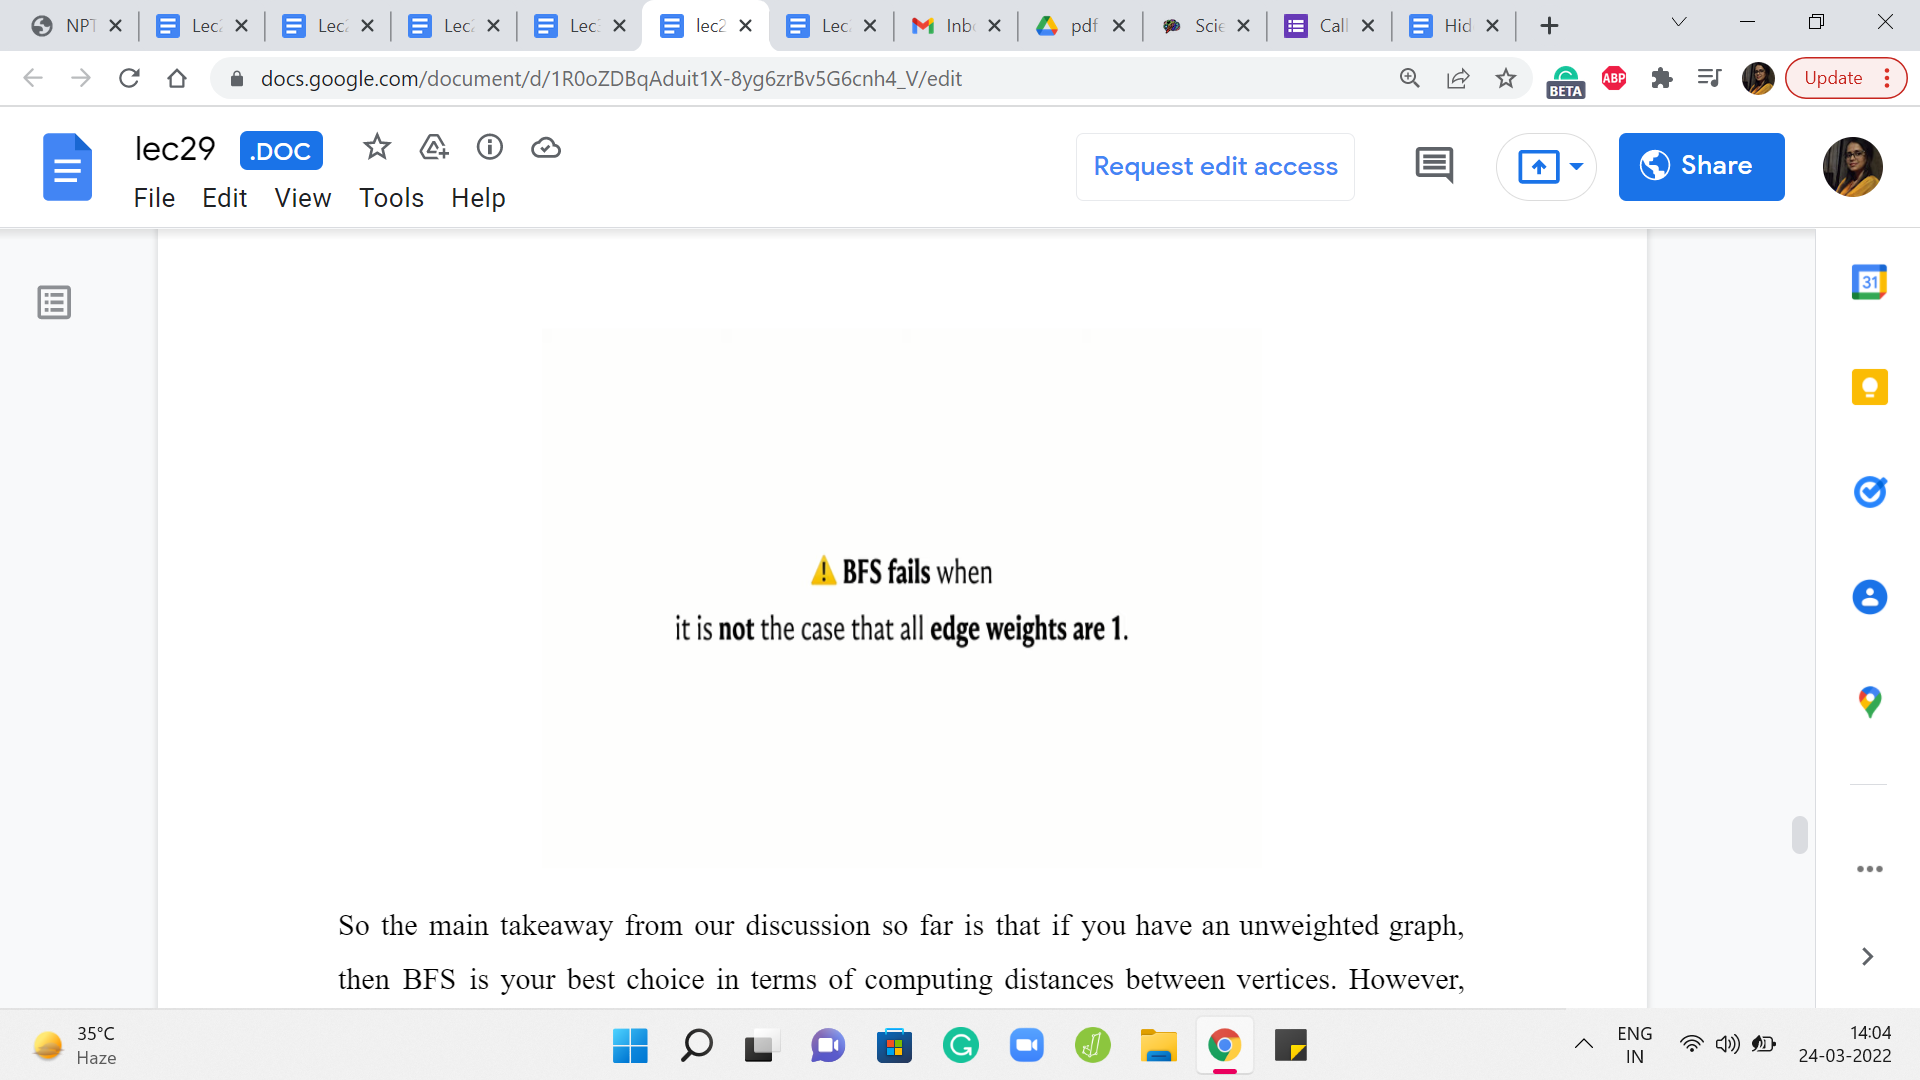 NPT
Lec2
Lec2
Lec2
Lec
lec2
Lec
Inbo
pdf
Scie
Call
Hid
docs.google.com/document/d/1R0oZDBqAduit1X-8yg6zrBv5G6cnh4_V/edit
BETA
ABP
Update
lec29
.DOC
Request edit access
Share
File Edit View Tools Help
31
⚠ BFS fails when
it is not the case that all edge weights are 1.
So the main takeaway from our discussion so far is that if you have an unweighted graph,
then BFS is your best choice in terms of computing distances between vertices. However,
35°C
Haze
ENG
IN
14:04
24-03-2022